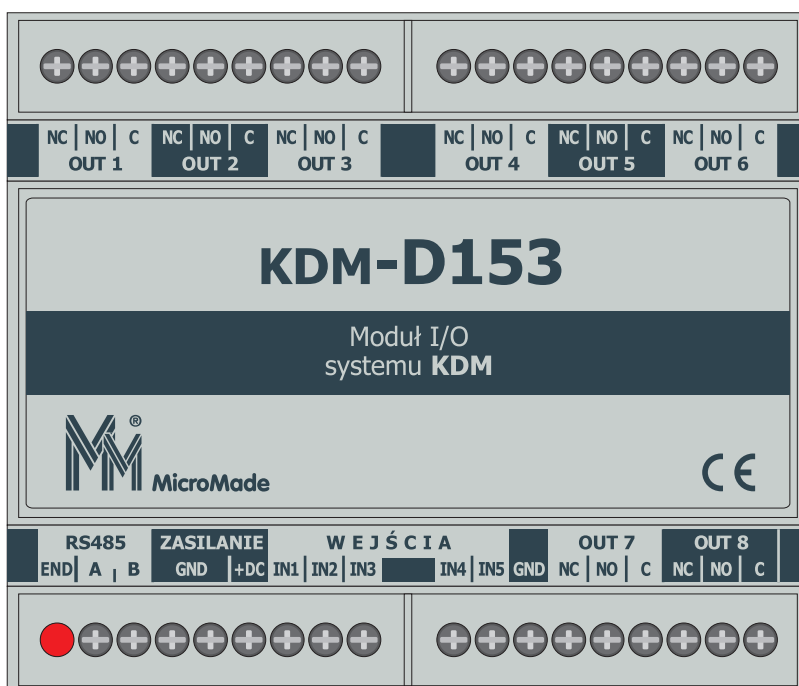 NC NO C NC NO C NC NO C NC NO C NC NO C NC NO C
OUT 1 OUT 2 OUT 3 OUT 4 OUT 5 OUT 6
KDM-D153
Moduł I/O
systemu KDM
®
MicroMade
CE
RS485 ZASILANIE WEJŚCIA OUT 7 OUT 8
END A B GND +DC IN1 IN2 IN3 IN4 IN5 GND NC NO C NC NO C